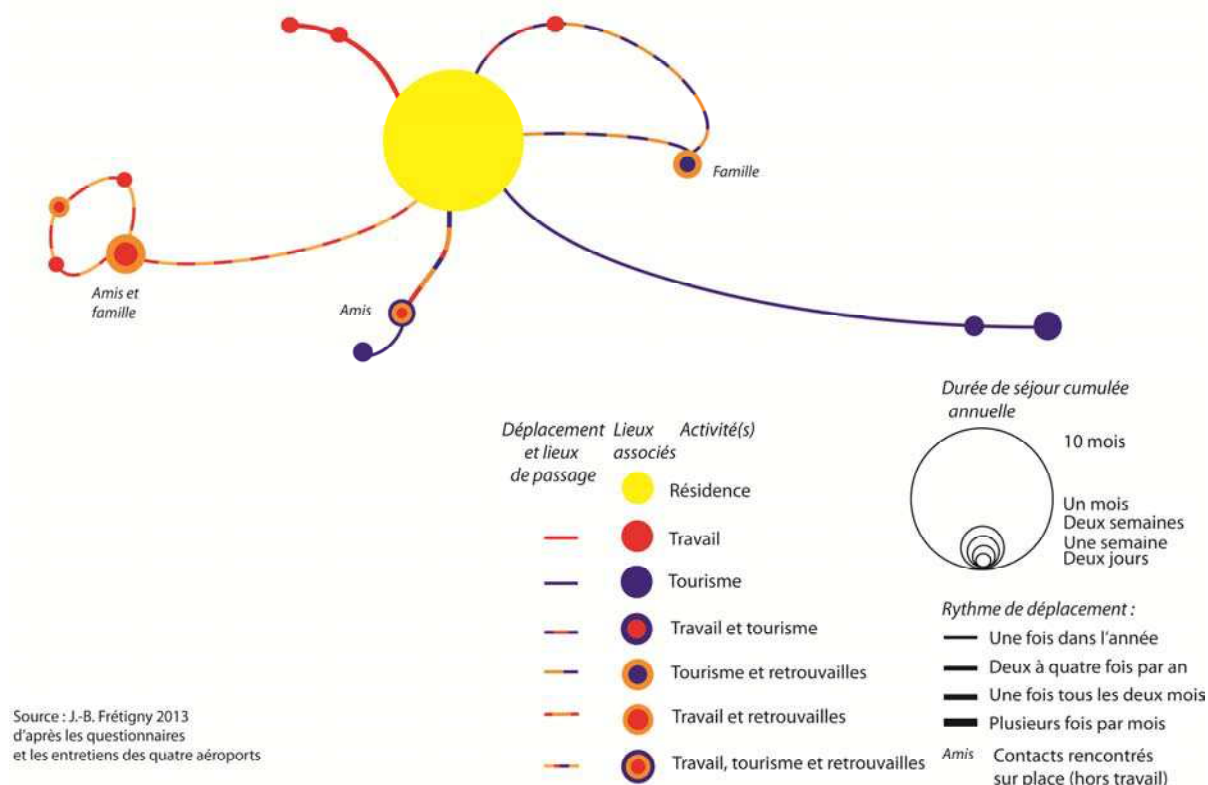 Famille
Amis et
famille
Amis
Déplacement
et lieux
de passage
Lieux
associés
Activité(s)
Résidence
Travail
Tourisme
Travail et tourisme
Tourisme et retrouvailles
Travail et retrouvailles
Travail, tourisme et retrouvailles
Durée de séjour cumulée
annuelle
10 mois
Un mois
Deux semaines
Une semaine
Deux jours
Rythme de déplacement :
Une fois dans l'année
Deux à quatre fois par an
Une fois tous les deux mois
Plusieurs fois par mois
Amis Contacts rencontrés
sur place (hors travail)
Source : J.-B. Frétigny 2013
d'après les questionnaires
et les entretiens des quatre aéroports